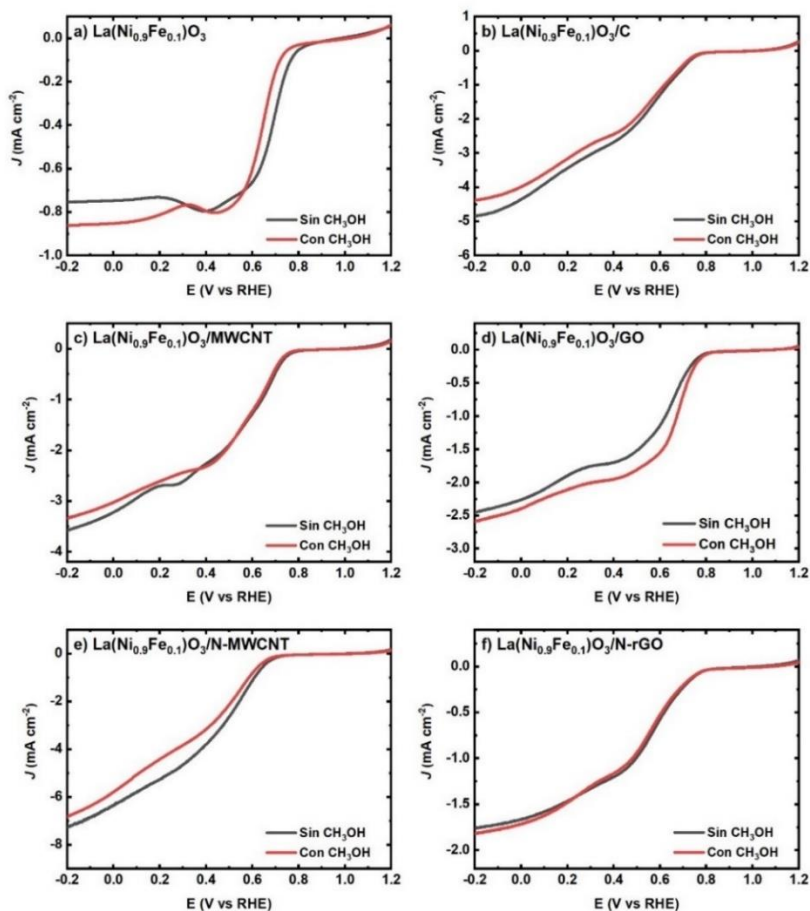 a) La(Ni0.9Fe0.1)O3
0.0
-0.2
-0.4
-0.6
-0.8
-1.0
J (mA cm-2)
Sin CH3OH
Con CH3OH
-0.2 0.0 0.2 0.4 0.6 0.8 1.0 1.2
E (V vs RHE)
b) La(Ni0.9Fe0.1)O3/C
1
0
-1
-2
-3
-4
-5
-6
J (mA cm-2)
Sin CH3OH
Con CH3OH
-0.2 0.0 0.2 0.4 0.6 0.8 1.0 1.2
E (V vs RHE)
c) La(Ni0.9Fe0.1)O3/MWCNT
0
-1
-2
-3
-4
J (mA cm-2)
Sin CH3OH
Con CH3OH
-0.2 0.0 0.2 0.4 0.6 0.8 1.0 1.2
E (V vs RHE)
d) La(Ni0.9Fe0.1)O3/GO
0.0
-0.5
-1.0
-1.5
-2.0
-2.5
-3.0
J (mA cm-2)
Sin CH3OH
Con CH3OH
-0.2 0.0 0.2 0.4 0.6 0.8 1.0 1.2
E (V vs RHE)
e) La(Ni0.9Fe0.1)O3/N-MWCNT
0
-2
-4
-6
-8
J (mA cm-2)
Sin CH3OH
Con CH3OH
-0.2 0.0 0.2 0.4 0.6 0.8 1.0 1.2
E (V vs RHE)
f) La(Ni0.9Fe0.1)O3/N-rGO
0.0
-0.5
-1.0
-1.5
-2.0
J (mA cm-2)
Sin CH3OH
Con CH3OH
-0.2 0.0 0.2 0.4 0.6 0.8 1.0 1.2
E (V vs RHE)